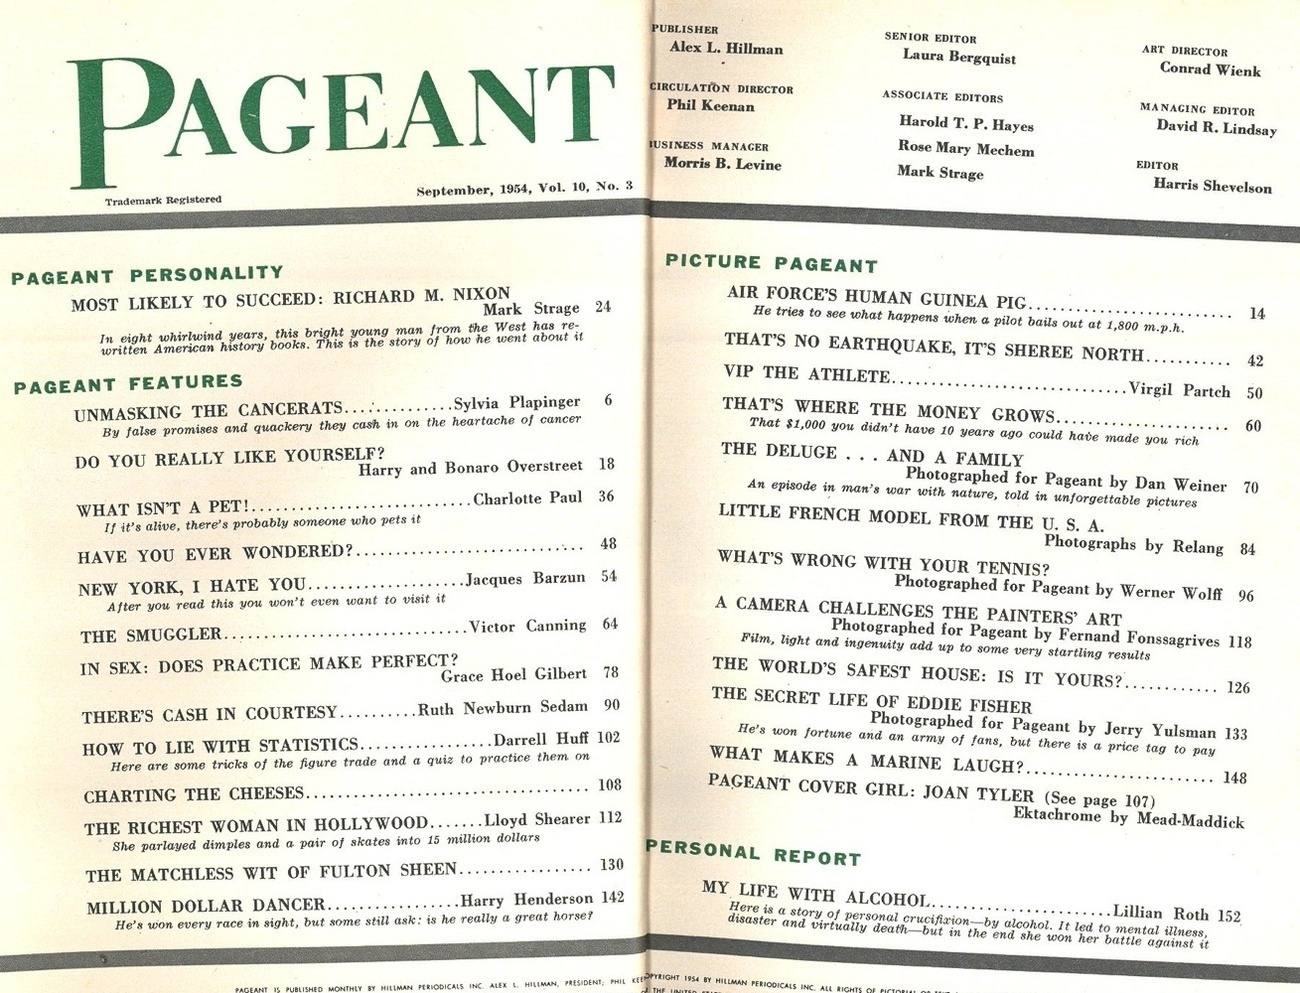 PAGEANT
Trademark Registered
September, 1954, Vol. 10, No. 3
PAGEANT PERSONALITY
MOST LIKELY TO SUCCEED: RICHARD M. NIXON
Mark Strage 24
In eight whirlwind years, this bright young man from the West has re-
written American history books. This is the story of how he went about it
PAGEANT FEATURES
UNMASKING THE CANCERATS..............Sylvia Plapinger 6
By false promises and quackery they cash in on the heartache of cancer
DO YOU REALLY LIKE YOURSELF?
Harry and Bonaro Overstreet 18
WHAT ISN'T A PET!............................Charlotte Paul 36
If it's alive, there's probably someone who pets it
HAVE YOU EVER WONDERED?............................. 48
NEW YORK, I HATE YOU....................Jacques Barzun 54
After you read this you won't even want to visit it
THE SMUGGLER...............................Victor Canning 64
IN SEX: DOES PRACTICE MAKE PERFECT?
Grace Hoel Gilbert 78
THERE'S CASH IN COURTESY..........Ruth Newburn Sedam 90
HOW TO LIE WITH STATISTICS.................Darrell Huff 102
Here are some tricks of the figure trade and a quiz to practice them on
CHARTING THE CHEESES.................................... 108
THE RICHEST WOMAN IN HOLLYWOOD.......Lloyd Shearer 112
She parlayed dimples and a pair of skates into 15 million dollars
THE MATCHLESS WIT OF FULTON SHEEN................. 130
MILLION DOLLAR DANCER.................Harry Henderson 142
He's won every race in sight, but some still ask: is he really a great horse?
PAGEANT IS PUBLISHED MONTHLY BY HILLMAN PERIODICALS INC. ALEX L. HILLMAN, PRESIDENT; PHIL
PUBLISHER
Alex L. Hillman
CIRCULATION DIRECTOR
Phil Keenan
BUSINESS MANAGER
Morris B. Levine
SENIOR EDITOR
Laura Bergquist
ASSOCIATE EDITORS
Harold T. P. Hayes
Rose Mary Mechem
Mark Strage
ART DIRECTOR
Conrad Wienk
MANAGING EDITOR
David R. Lindsay
EDITOR
Harris Shevelson
PICTURE PAGEANT
AIR FORCE'S HUMAN GUINEA PIG......................... 14
He tries to see what happens when a pilot bails out at 1,800 m.p.h.
THAT'S NO EARTHQUAKE, IT'S SHEREE NORTH.......... 42
VIP THE ATHLETE.............................Virgil Partch 50
THAT'S WHERE THE MONEY GROWS...................... 60
That $1,000 you didn't have 10 years ago could have made you rich
THE DELUGE . . . AND A FAMILY
Photographed for Pageant by Dan Weiner 70
An episode in man's war with nature, told in unforgettable pictures
LITTLE FRENCH MODEL FROM THE U. S. A.
Photographs by Relang 84
WHAT'S WRONG WITH YOUR TENNIS?
Photographed for Pageant by Werner Wolff 96
A CAMERA CHALLENGES THE PAINTERS' ART
Photographed for Pageant by Fernand Fonssagrives 118
Film, light and ingenuity add up to some very startling results
THE WORLD'S SAFEST HOUSE: IS IT YOURS?........... 126
THE SECRET LIFE OF EDDIE FISHER
Photographed for Pageant by Jerry Yulsman 133
He's won fortune and an army of fans, but there is a price tag to pay
WHAT MAKES A MARINE LAUGH?....................... 148
PAGEANT COVER GIRL: JOAN TYLER (See page 107)
Ektachrome by Mead-Maddick
PERSONAL REPORT
MY LIFE WITH ALCOHOL......................Lillian Roth 152
Here is a story of personal crucifixion—by alcohol. It led to mental illness,
disaster and virtually death—but in the end she won her battle against it
1954 BY HILLMAN PERIODICALS INC. ALL RIGHTS OF PICTORIAL OR